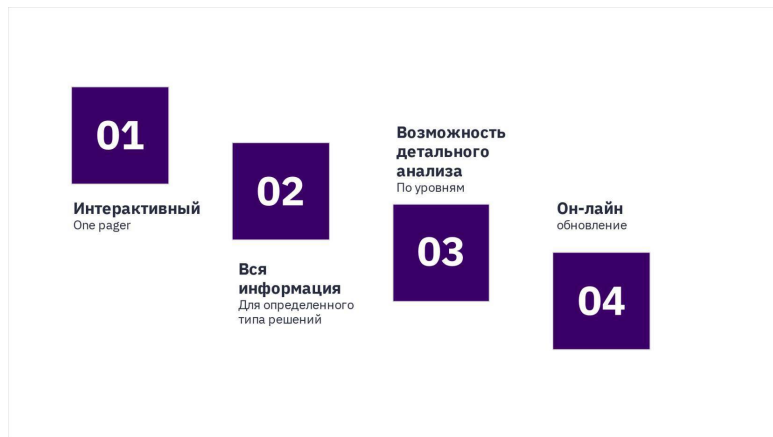 01
Интерактивный
One pager
02
Вся
информация
Для определенного
типа решений
Возможность
детального
анализа
По уровням
03
Он-лайн
обновление
04